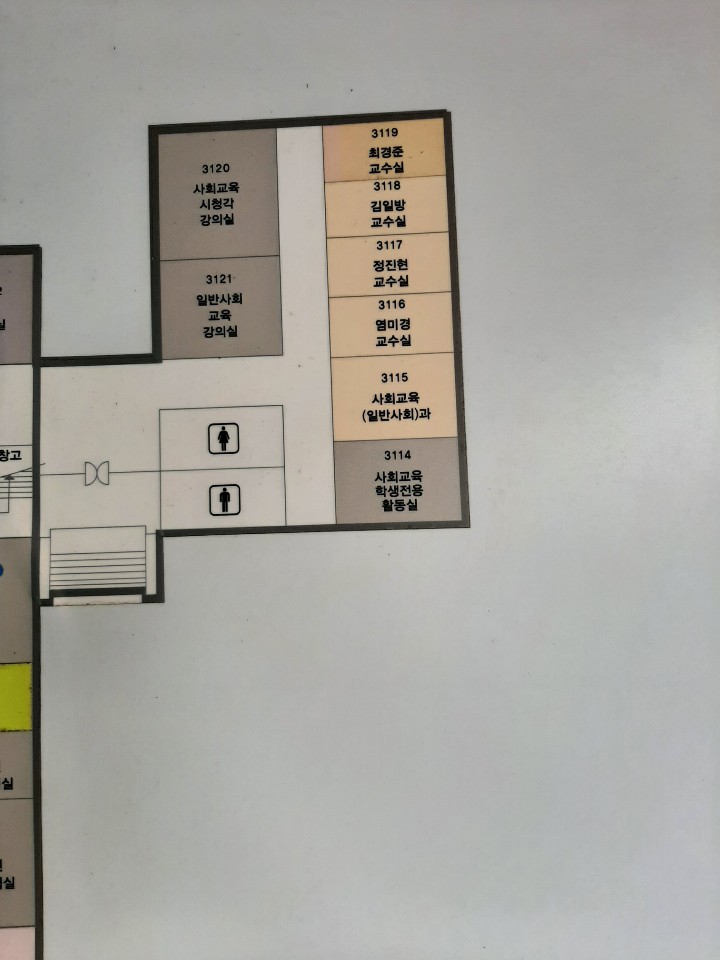 3119
최경준
교수실
3118
김일방
교수실
3117
정진현
교수실
3116
염미경
교수실
3115
사회교육
(일반사회)과
3114
사회교육
학생전용
활동실
3120
사회교육
시청각
강의실
3121
일반사회
교육
강의실
창고
실